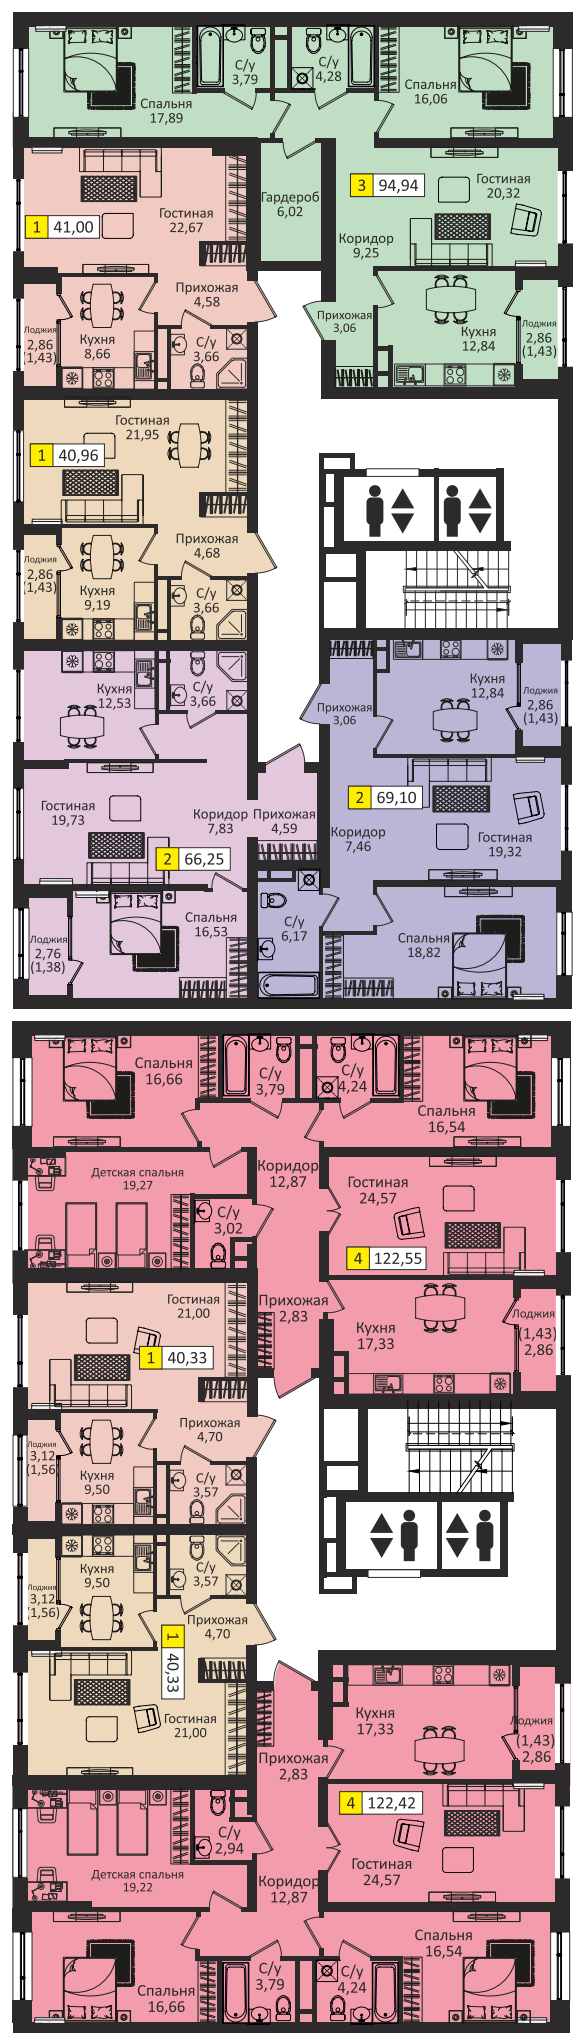 С/у
3,79
С/у
4,28
Спальня
17,89
Спальня
16,06
1 41,00
Гостиная
22,67
Гардероб
6,02
3 94,94
Гостиная
20,32
Коридор
9,25
Прихожая
4,58
Прихожая
3,06
Лоджия
2,86
(1,43)
Кухня
8,66
С/у
3,66
Кухня
12,84
Лоджия
2,86
(1,43)
Гостиная
21,95
1 40,96
Прихожая
4,68
Лоджия
2,86
(1,43)
Кухня
9,19
С/у
3,66
Кухня
12,53
С/у
3,66
Прихожая
3,06
Кухня
12,84
Лоджия
2,86
(1,43)
Гостиная
19,73
Коридор
7,83
Прихожая
4,59
2 69,10
Коридор
7,46
Гостиная
19,32
2 66,25
Лоджия
2,76
(1,38)
Спальня
16,53
С/у
6,17
Спальня
18,82
Спальня
16,66
С/у
3,79
С/у
4,24
Спальня
16,54
Детская спальня
19,27
Коридор
12,87
Гостиная
24,57
С/у
3,02
4 122,55
Гостиная
21,00
Прихожая
2,83
1 40,33
Кухня
17,33
Лоджия
(1,43)
2,86
Прихожая
4,70
Лоджия
3,12
(1,56)
Кухня
9,50
С/у
3,57
Лоджия
3,12
(1,56)
Кухня
9,50
С/у
3,57
Прихожая
4,70
1 40,33
Гостиная
21,00
Кухня
17,33
Лоджия
(1,43)
2,86
Прихожая
2,83
4 122,42
С/у
2,94
Гостиная
24,57
Детская спальня
19,22
Коридор
12,87
Спальня
16,66
С/у
3,79
С/у
4,24
Спальня
16,54